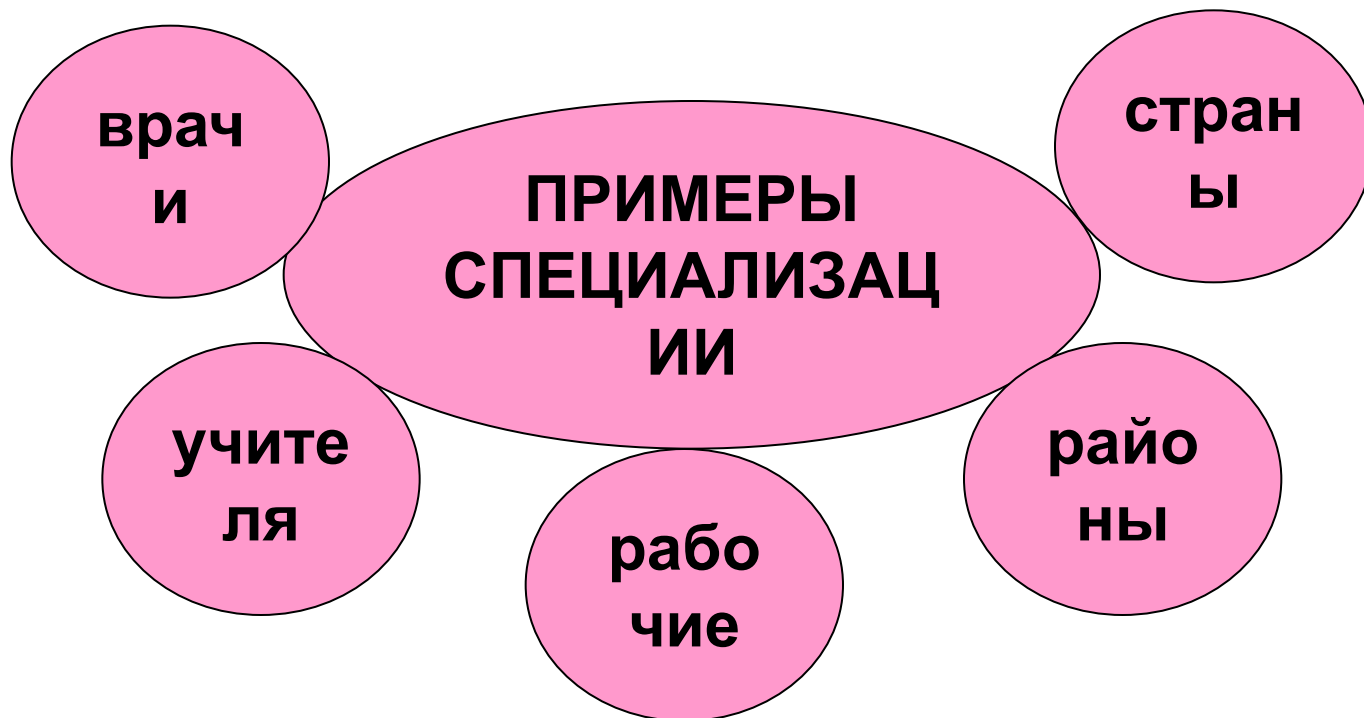 врач
и
ПРИМЕРЫ
СПЕЦИАЛИЗАЦ
ИИ
стран
ы
учите
ля
рабо
чие
райо
ны